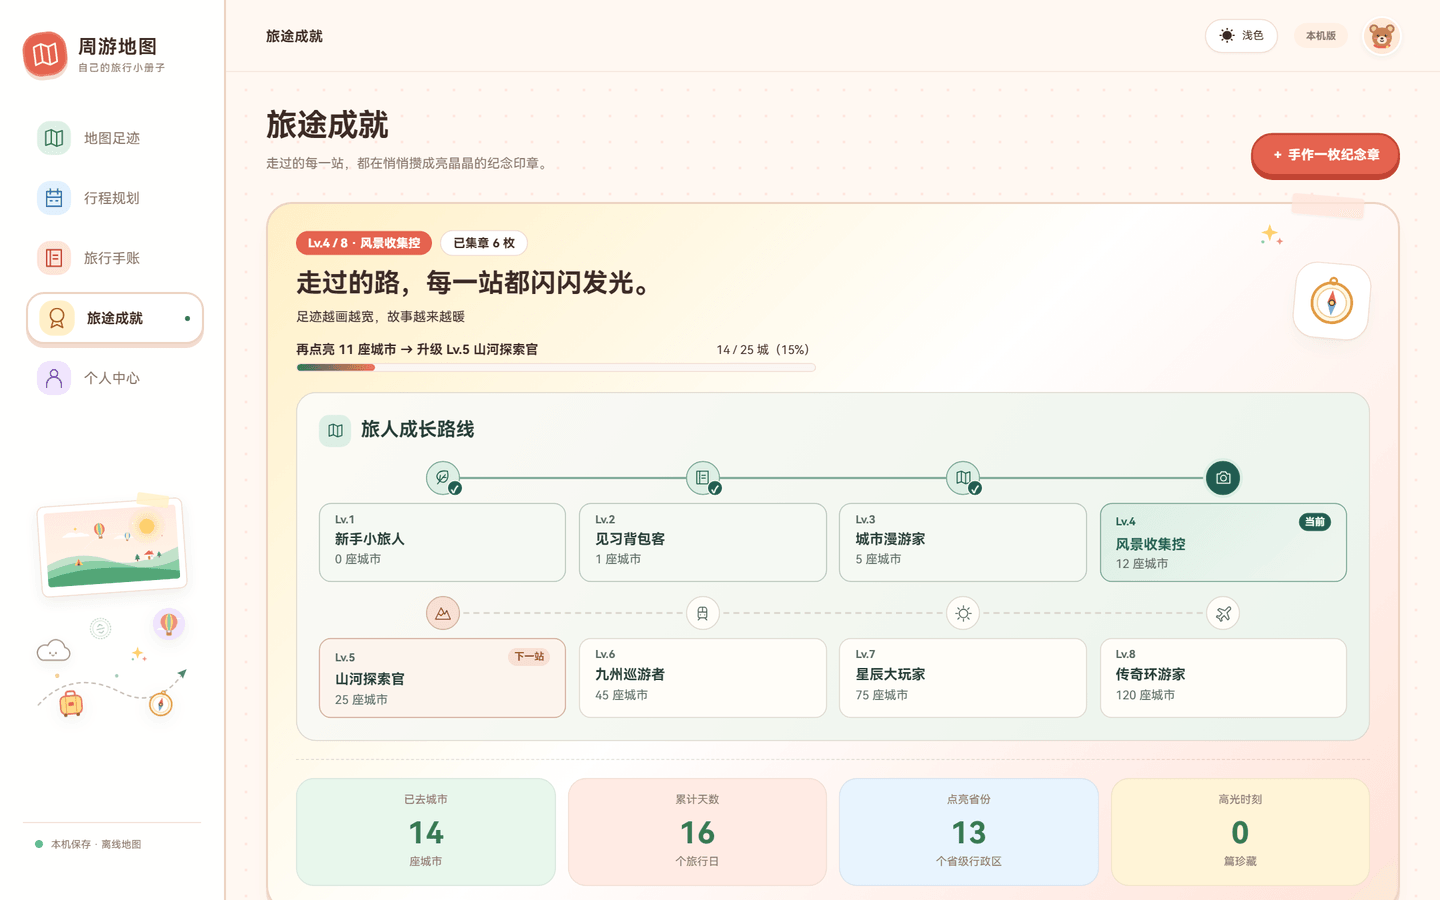 周游地图
自己的旅行小册子
地图足迹
行程规划
旅行手账
旅途成就
个人中心
本机保存 · 离线地图
旅途成就
浅色
本机版
旅途成就
走过的每一站，都在悄悄攒成亮晶晶的纪念印章。
+ 手作一枚纪念章
Lv.4 / 8 · 风景收集控
已集章 6 枚
走过的路，每一站都闪闪发光。
足迹越画越宽，故事越来越暖
再点亮 11 座城市 → 升级 Lv.5 山河探索官
14 / 25 城（15%）
旅人成长路线
Lv.1
新手小旅人
0 座城市
Lv.2
见习背包客
1 座城市
Lv.3
城市漫游家
5 座城市
Lv.4
当前
风景收集控
12 座城市
Lv.5
下一站
山河探索官
25 座城市
Lv.6
九州巡游者
45 座城市
Lv.7
星辰大玩家
75 座城市
Lv.8
传奇环游家
120 座城市
已去城市
14
座城市
累计天数
16
个旅行日
点亮省份
13
个省级行政区
高光时刻
0
篇珍藏